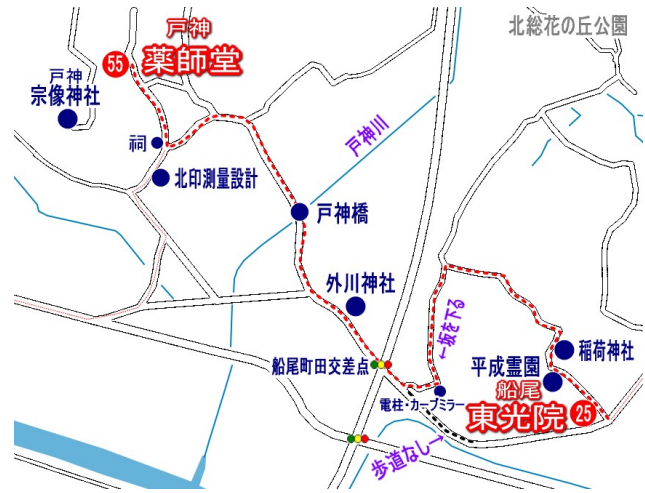 北総花の丘公園
戸神
55 薬師堂
戸神
宗像神社
祠
北印測量設計
戸神川
戸神橋
外川神社
←坂を下る
船尾町田交差点
稲荷神社
平成霊園
電柱・カーブミラー
船尾
東光院 25
歩道なし→